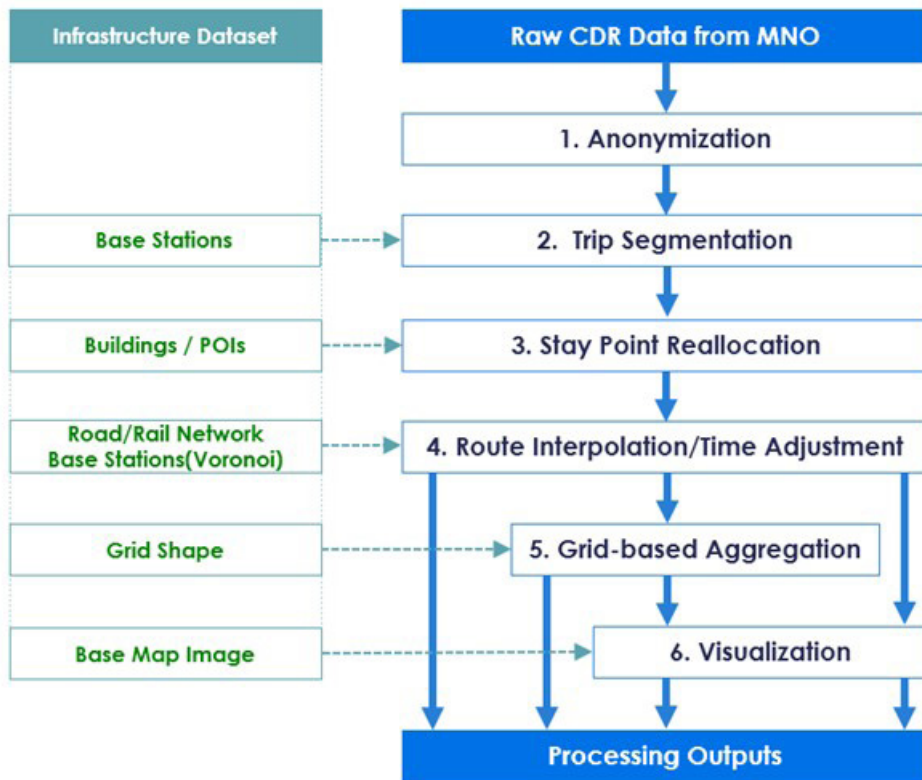 Infrastructure Dataset
Raw CDR Data from MNO
1. Anonymization
Base Stations
2. Trip Segmentation
Buildings / POIs
3. Stay Point Reallocation
Road/Rail Network
Base Stations(Voronoi)
4. Route Interpolation/Time Adjustment
Grid Shape
5. Grid-based Aggregation
Base Map Image
6. Visualization
Processing Outputs